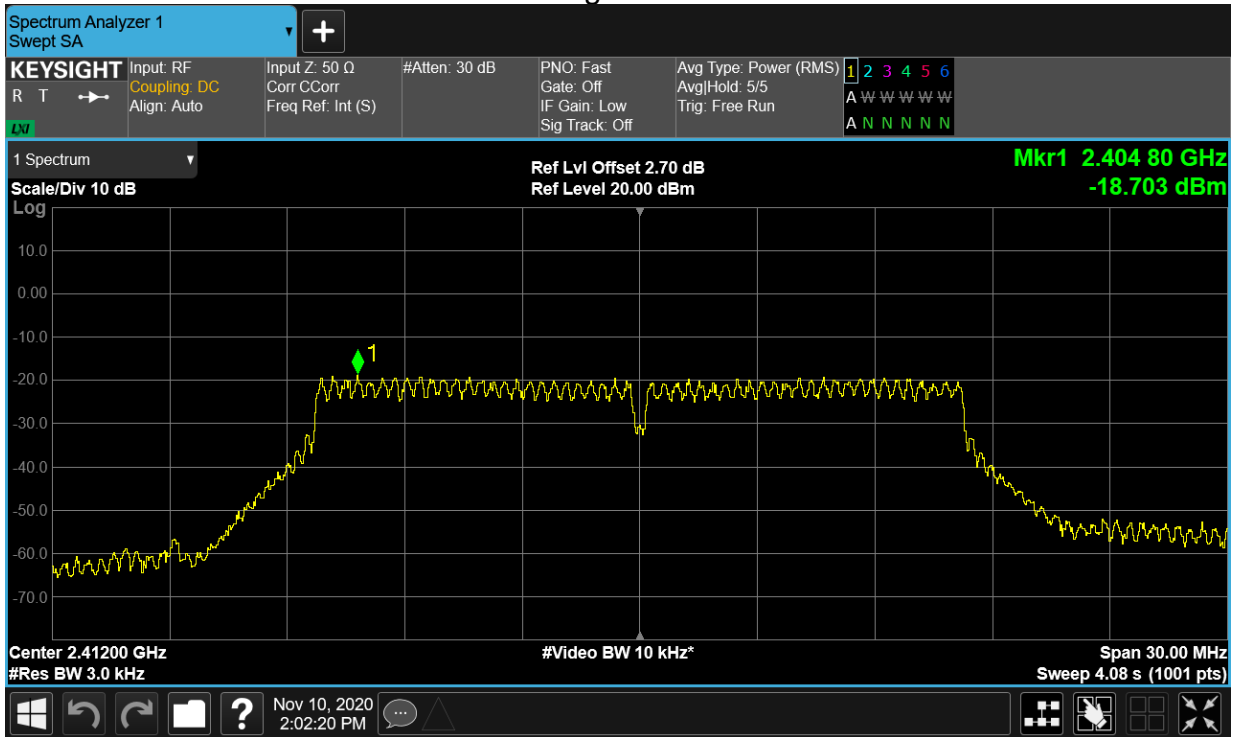 Spectrum Analyzer 1
Swept SA
KEYSIGHT
R T
LXI
Input: RF
Coupling: DC
Align: Auto
Input Z: 50 Ω
Corr CCorr
Freq Ref: Int (S)
#Atten: 30 dB
PNO: Fast
Gate: Off
IF Gain: Low
Sig Track: Off
Avg Type: Power (RMS)
Avg|Hold: 5/5
Trig: Free Run
1 2 3 4 5 6
A W W W W W
A N N N N N
1 Spectrum
Scale/Div 10 dB
Log
Ref Lvl Offset 2.70 dB
Ref Level 20.00 dBm
Mkr1 2.404 80 GHz
-18.703 dBm
10.0
0.00
-10.0
1
-20.0
-30.0
-40.0
-50.0
-60.0
-70.0
Center 2.41200 GHz
#Res BW 3.0 kHz
#Video BW 10 kHz*
Span 30.00 MHz
Sweep 4.08 s (1001 pts)
?
Nov 10, 2020
2:02:20 PM